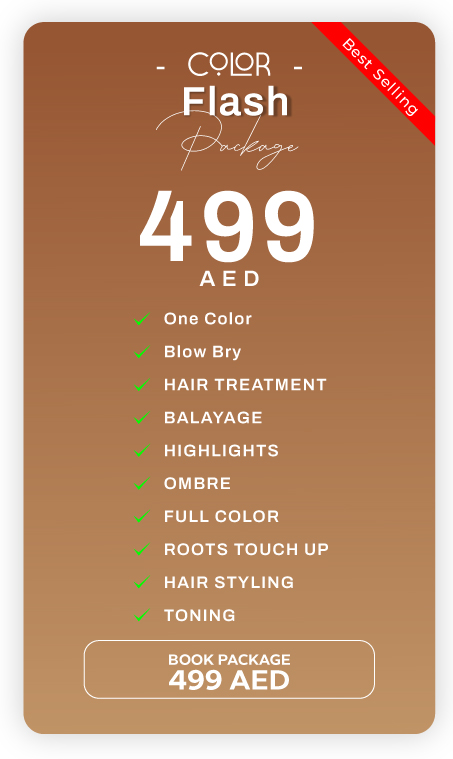 - COLOR -
Best Selling
Flash
Package
499
AED
One Color
Blow Bry
HAIR TREATMENT
BALAYAGE
HIGHLIGHTS
OMBRE
FULL COLOR
ROOTS TOUCH UP
HAIR STYLING
TONING
BOOK PACKAGE
499 AED